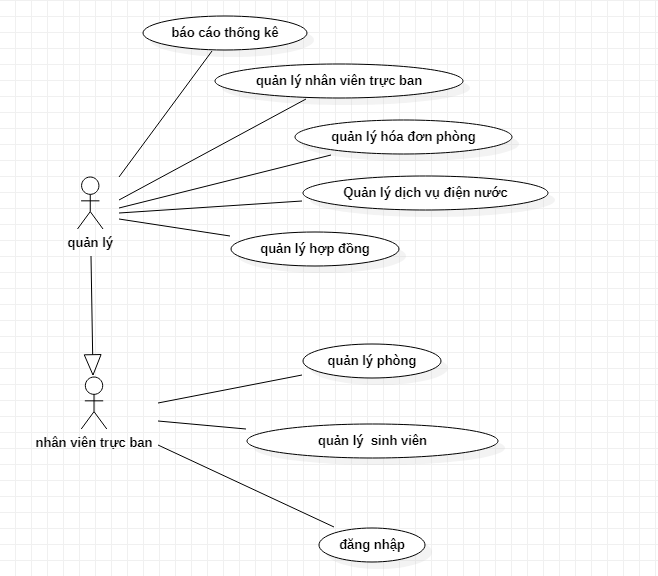 báo cáo thống kê
quản lý nhân viên trực ban
quản lý hóa đơn phòng
Quản lý dịch vụ điện nước
quản lý
quản lý hợp đồng
quản lý phòng
nhân viên trực ban
quản lý  sinh viên
đăng nhập